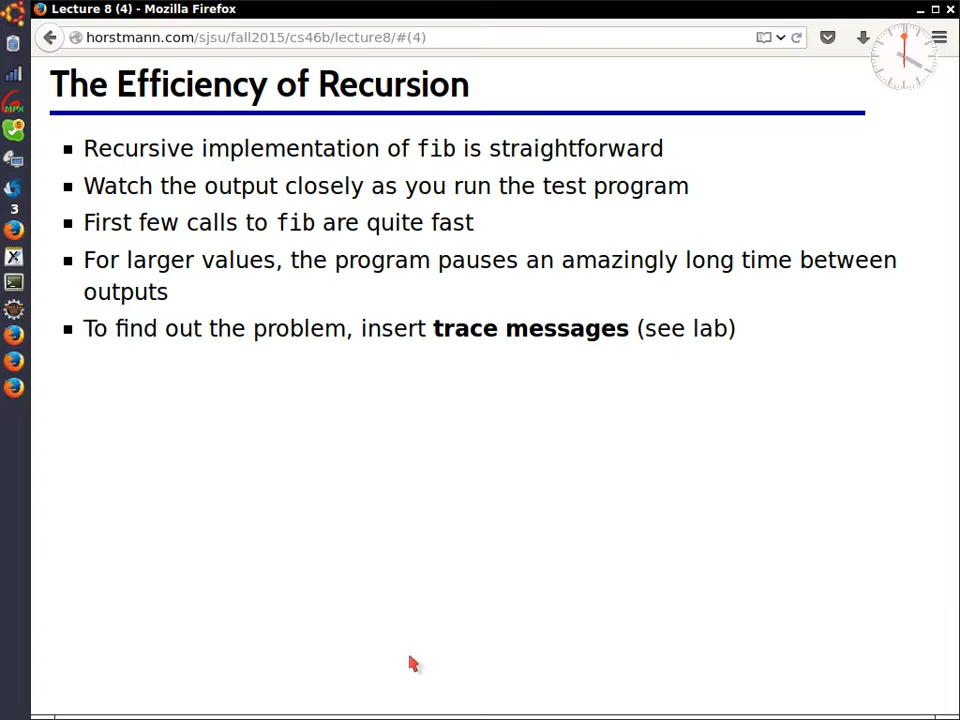 Lecture 8 (4) - Mozilla Firefox
horstmann.com/sjsu/fall2015/cs46b/lecture8/#(4)
The Efficiency of Recursion
Recursive implementation of fib is straightforward
Watch the output closely as you run the test program
First few calls to fib are quite fast
For larger values, the program pauses an amazingly long time between
outputs
To find out the problem, insert trace messages (see lab)
MPX
5
3